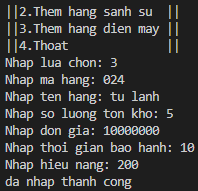 ||2.Them hang sanh su  ||
||3.Them hang dien may ||
||4.Thoat              ||
Nhap lua chon: 3
Nhap ma hang: 024
Nhap ten hang: tu lanh
Nhap so luong ton kho: 5
Nhap don gia: 10000000
Nhap thoi gian bao hanh: 10
Nhap hieu nang: 200
da nhap thanh cong